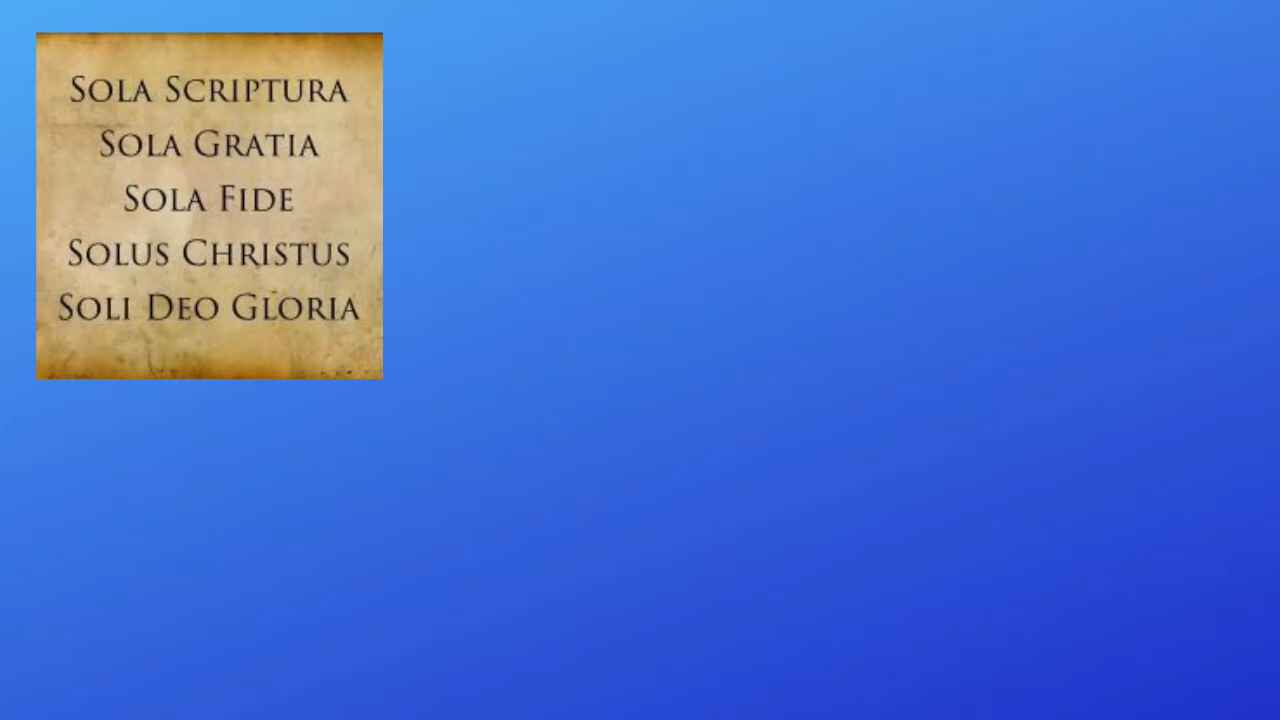 Sola Scriptura
Sola Gratia
Sola Fide
Solus Christus
Soli Deo Gloria